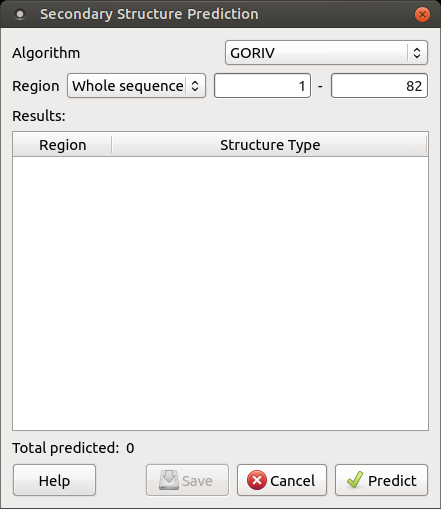 Secondary Structure Prediction
Algorithm GORIV
Region Whole sequence 1 - 82
Results:
Region Structure Type
Total predicted: 0
Help Save Cancel Predict